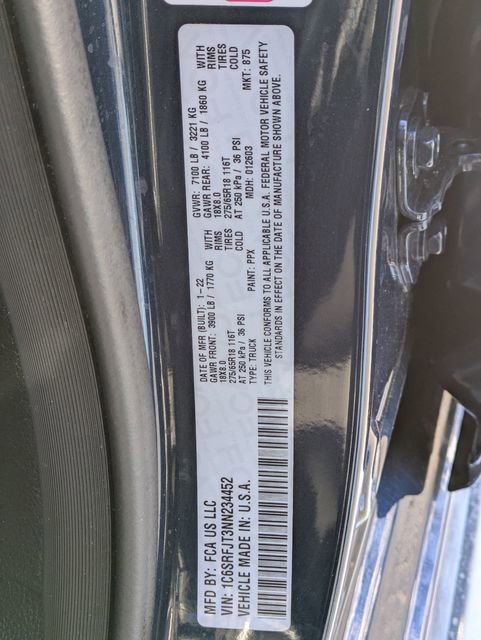 MFD BY: FCA US LLC
VIN: 1C6SRFJT3NN234452
VEHICLE MADE IN: U.S.A.
DATE OF MFR (BUILT): 1-22
GVWR: 7100 LB / 3221 KG
GAWR FRONT: 3900 LB / 1770 KG WITH
GAWR REAR: 4100 LB / 1860 KG WITH
18X8.0 RIMS
18X8.0 RIMS
275/65R18 116T TIRES
275/65R18 116T TIRES
AT 250 kPa / 36 PSI COLD
AT 250 kPa / 36 PSI COLD
TYPE: TRUCK PAINT: PPX MDH: 012603 MKT: 875
THIS VEHICLE CONFORMS TO ALL APPLICABLE U.S.A. FEDERAL MOTOR VEHICLE SAFETY
STANDARDS IN EFFECT ON THE DATE OF MANUFACTURE SHOWN ABOVE.